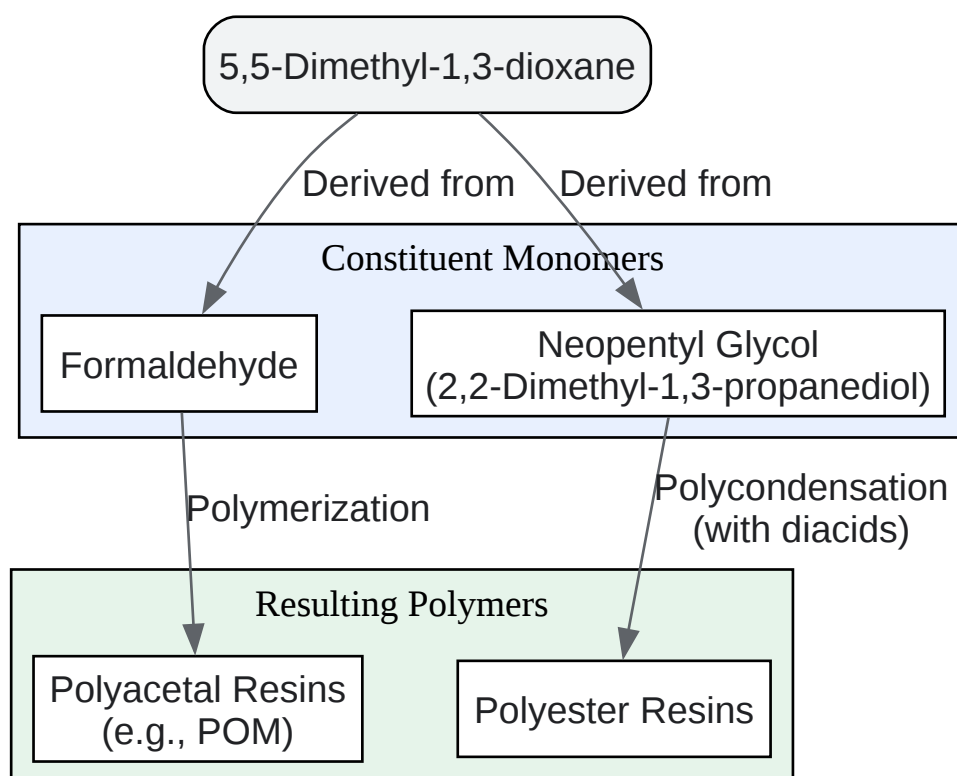 5,5-Dimethyl-1,3-dioxane
Derived from
Derived from
Constituent Monomers
Formaldehyde
Neopentyl Glycol
(2,2-Dimethyl-1,3-propanediol)
Polymerization
Polycondensation
(with diacids)
Resulting Polymers
Polyacetal Resins
(e.g., POM)
Polyester Resins